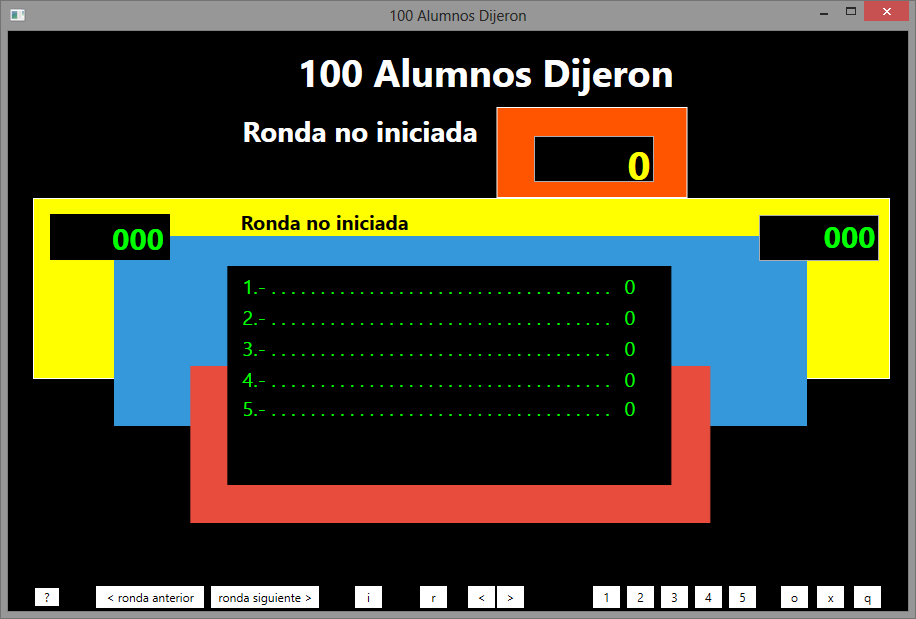 100 Alumnos Dijeron
100 Alumnos Dijeron
Ronda no iniciada
0
000
Ronda no iniciada
000
1.- . . . . . . . . . . . . . . . . . . . . . . . . . . . . . . . . . . . 0
2.- . . . . . . . . . . . . . . . . . . . . . . . . . . . . . . . . . . . 0
3.- . . . . . . . . . . . . . . . . . . . . . . . . . . . . . . . . . . . 0
4.- . . . . . . . . . . . . . . . . . . . . . . . . . . . . . . . . . . . 0
5.- . . . . . . . . . . . . . . . . . . . . . . . . . . . . . . . . . . . 0
? < ronda anterior ronda siguiente > i r < > 1 2 3 4 5 o x q